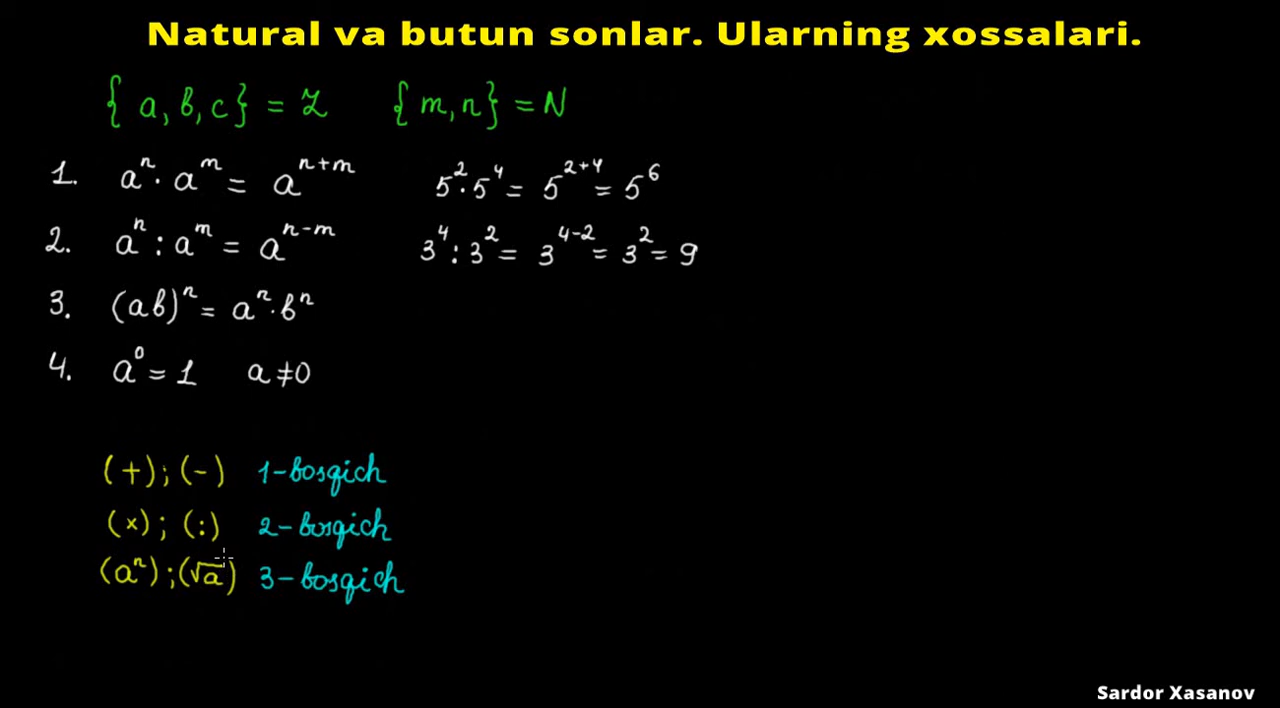 Natural va butun sonlar. Ularning xossalari.
{a, b, c} = Z {m, n} = N
1. aⁿ · aᵐ = aⁿ⁺ᵐ 5² · 5⁴ = 5²⁺⁴ = 5⁶
2. aⁿ : aᵐ = aⁿ⁻ᵐ 3⁴ : 3² = 3⁴⁻² = 3² = 9
3. (ab)ⁿ = aⁿ · bⁿ
4. a⁰ = 1 a ≠ 0
(+) ; (-) 1-bosqich
(×) ; (:) 2-bosqich
(aⁿ) ; (√a) 3-bosqich
Sardor Xasanov